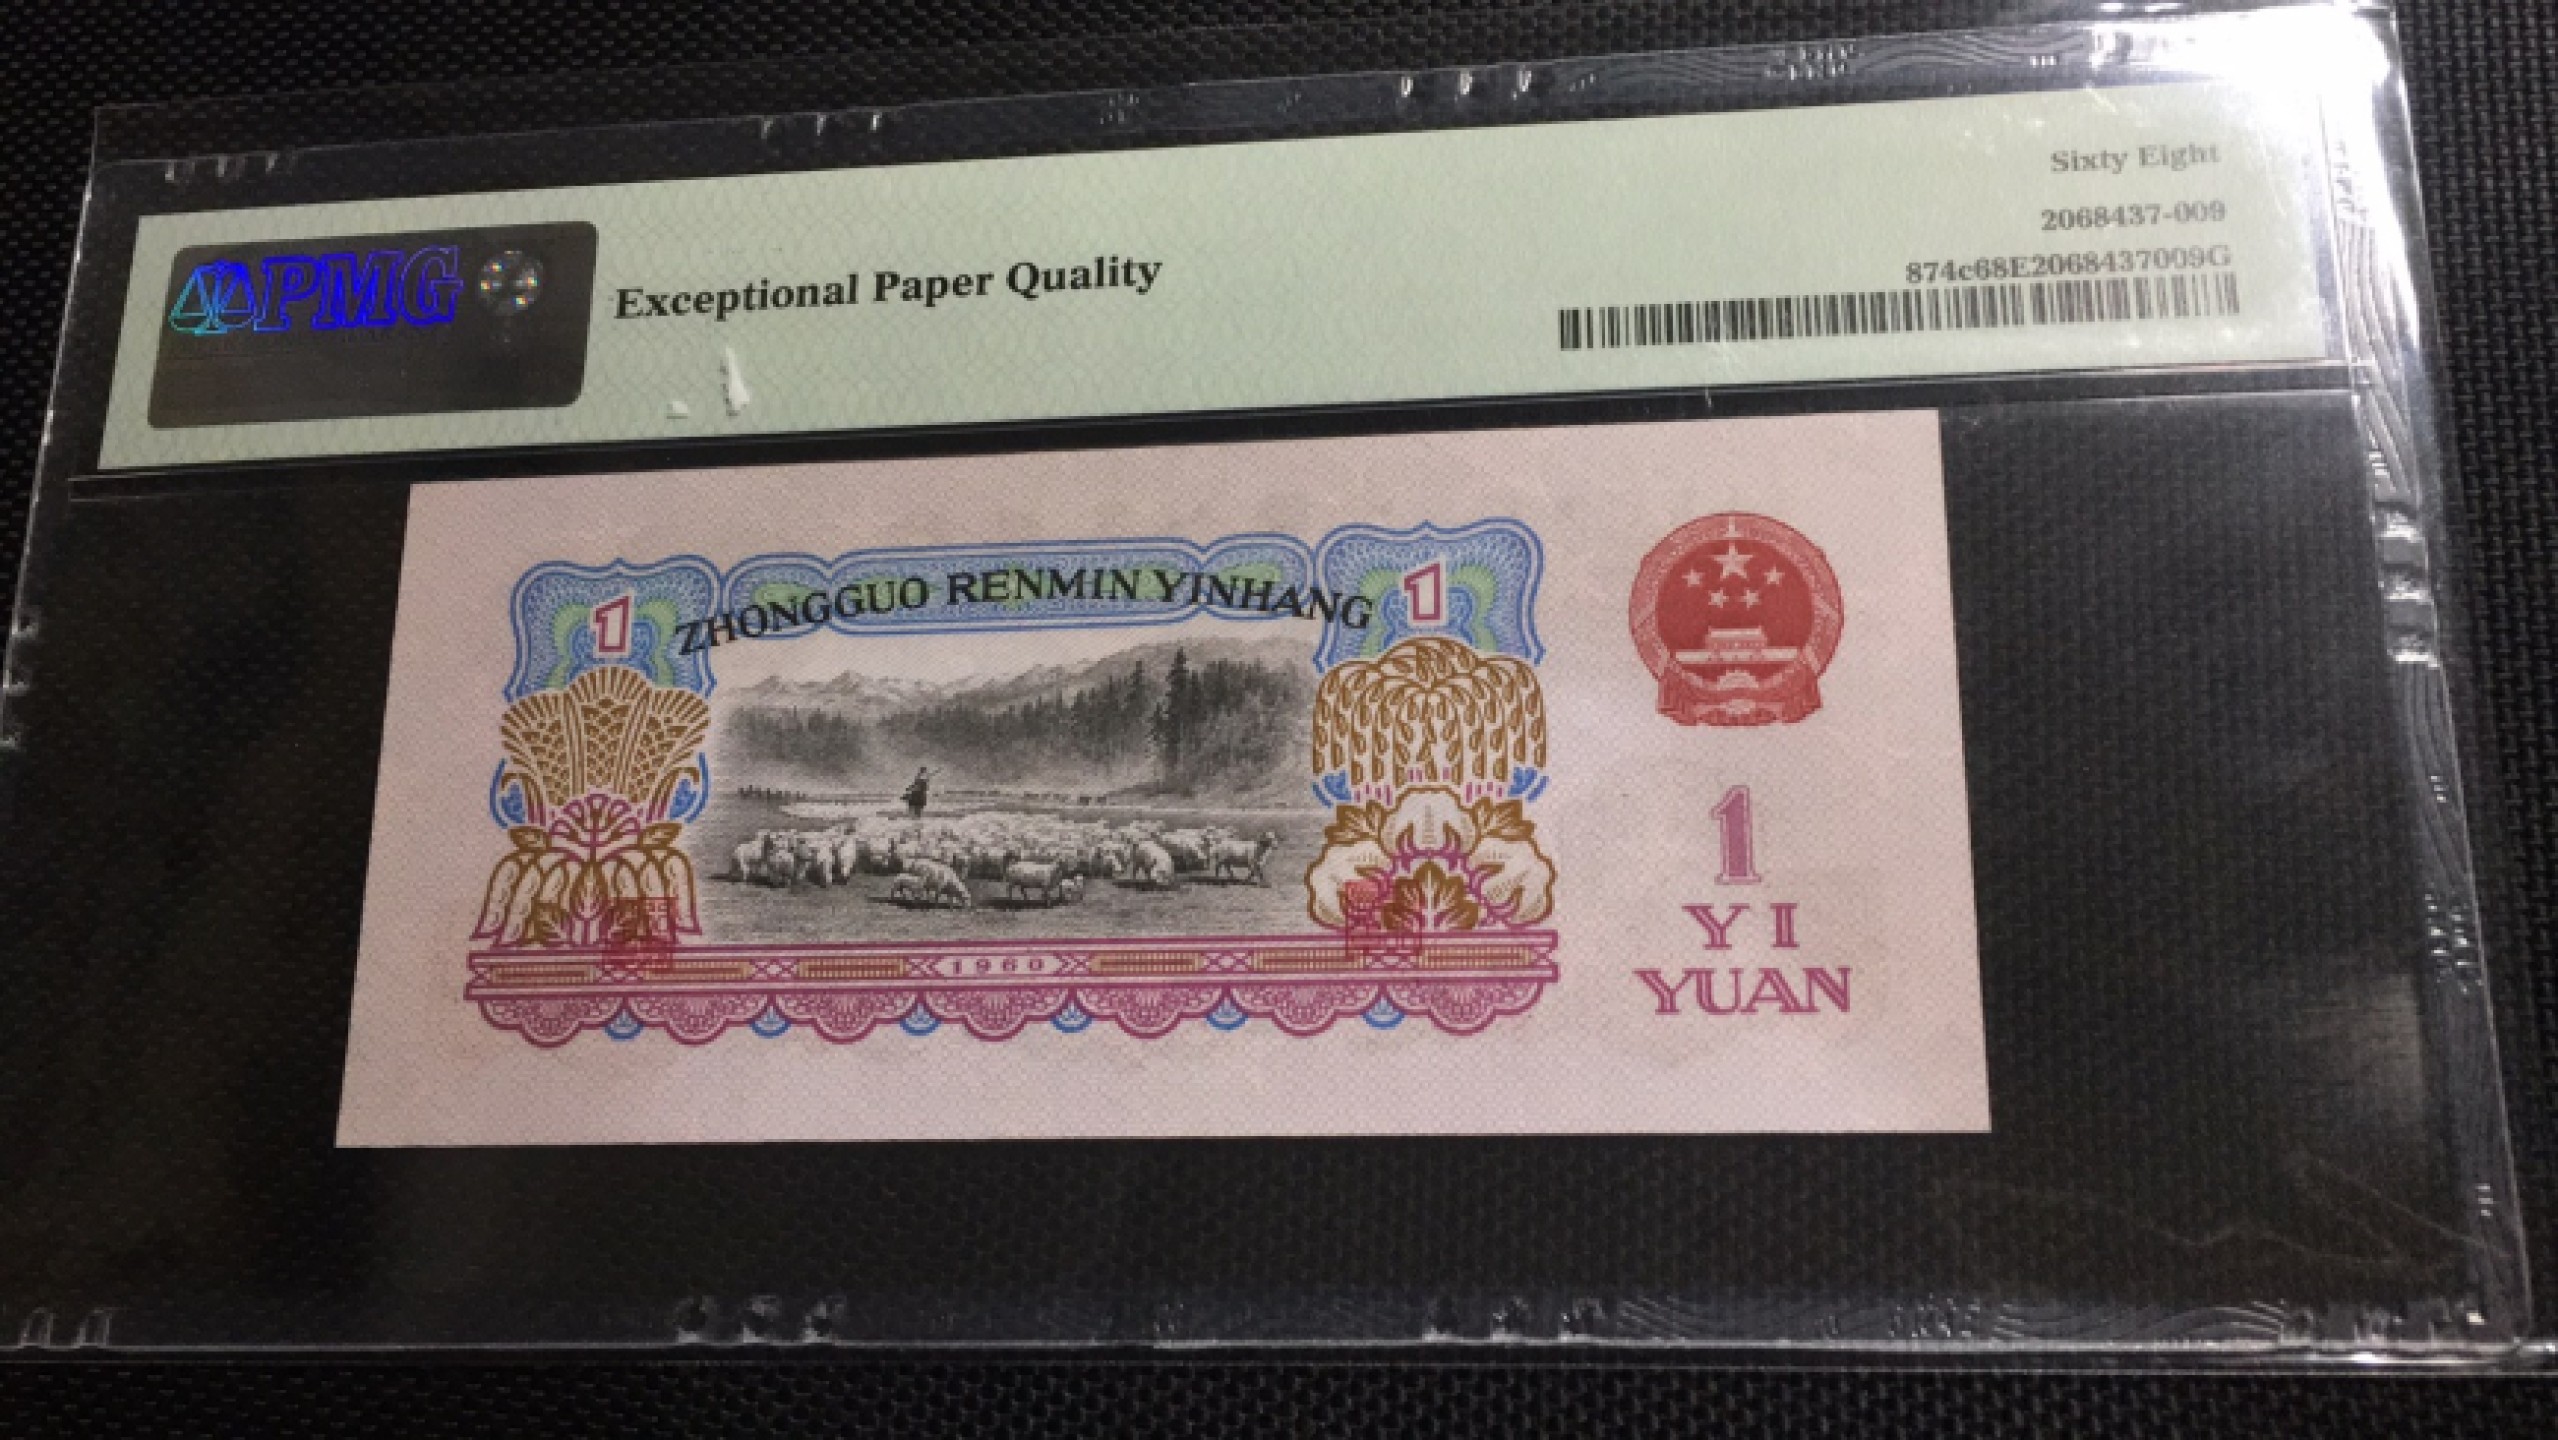 Sixty Eight
2068437-009
874c68E2068437009G
PMG
Exceptional Paper Quality
1 ZHONGGUO RENMIN YINHANG 1
1960
1
YI
YUAN